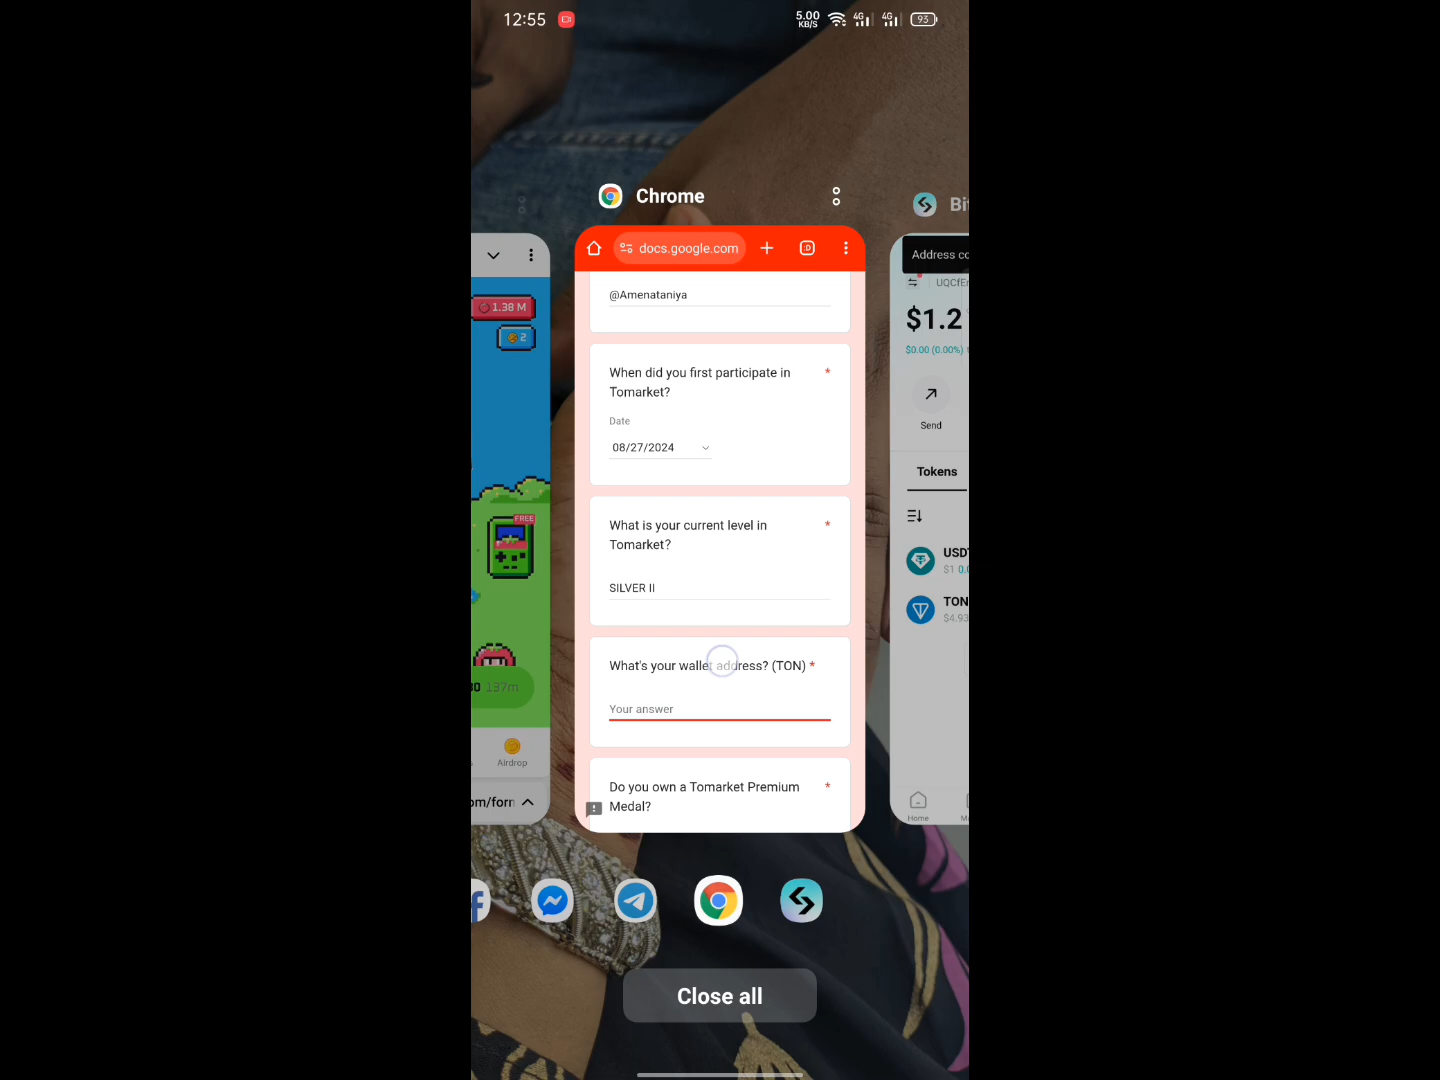 12:55
5.00
KB/S
4G
4G
93
Chrome
docs.google.com
:D
@Amenataniya
When did you first participate in
*
Tomarket?
Date
08/27/2024
What is your current level in
*
Tomarket?
SILVER II
What's your wallet address? (TON) *
Your answer
Do you own a Tomarket Premium
*
Medal?
1.38 M
2
FREE
137m
Airdrop
Address co
$1.2
$0.00 (0.00%)
Send
Tokens
USDT
$1 0.0
TON
$4.93
Home
Close all